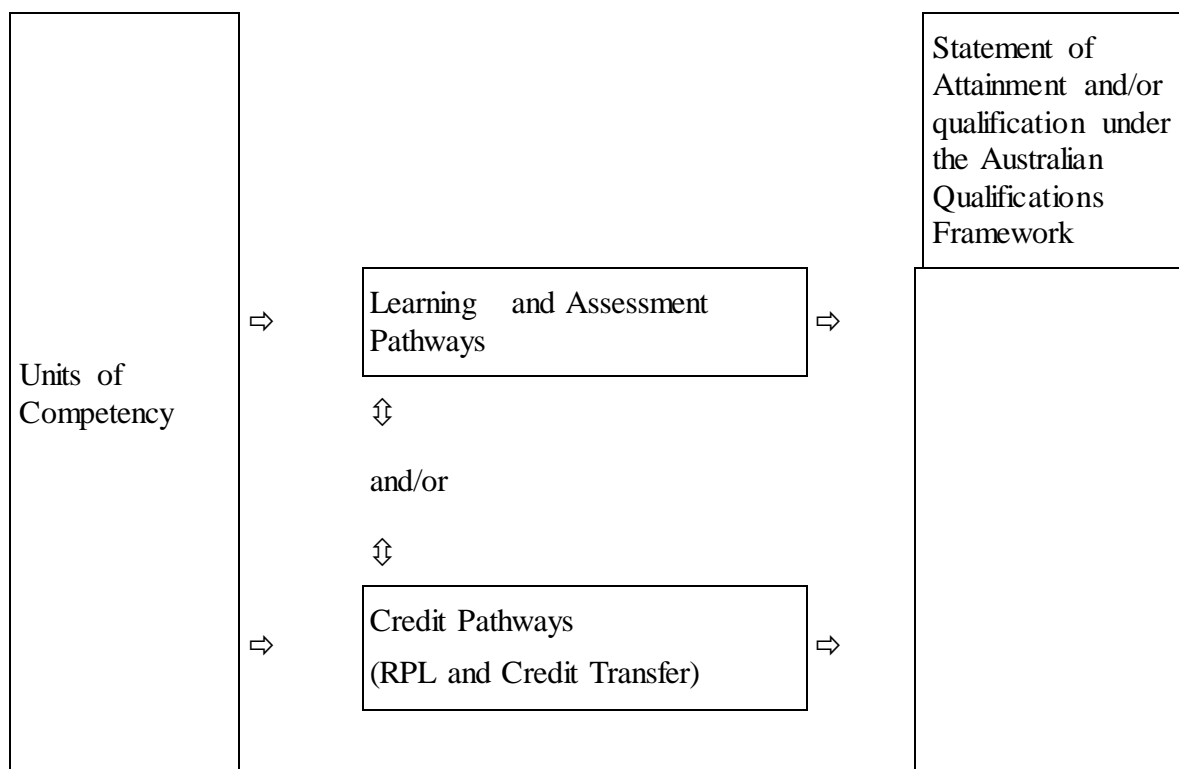 Statement of
Attainment and/or
qualification under
the Australian
Qualifications
Framework
⇨
Learning and Assessment
Pathways
⇨
Units of
Competency
⇳
and/or
⇳
⇨
Credit Pathways
(RPL and Credit Transfer)
⇨